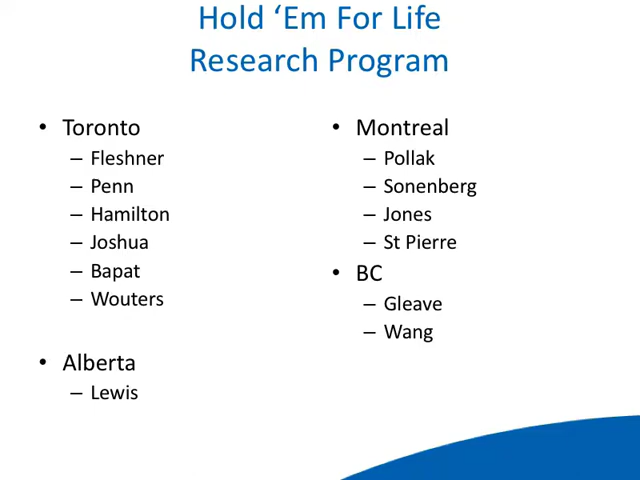 Hold ‘Em For Life
Research Program
• Toronto
– Fleshner
– Penn
– Hamilton
– Joshua
– Bapat
– Wouters
• Alberta
– Lewis
• Montreal
– Pollak
– Sonenberg
– Jones
– St Pierre
• BC
– Gleave
– Wang